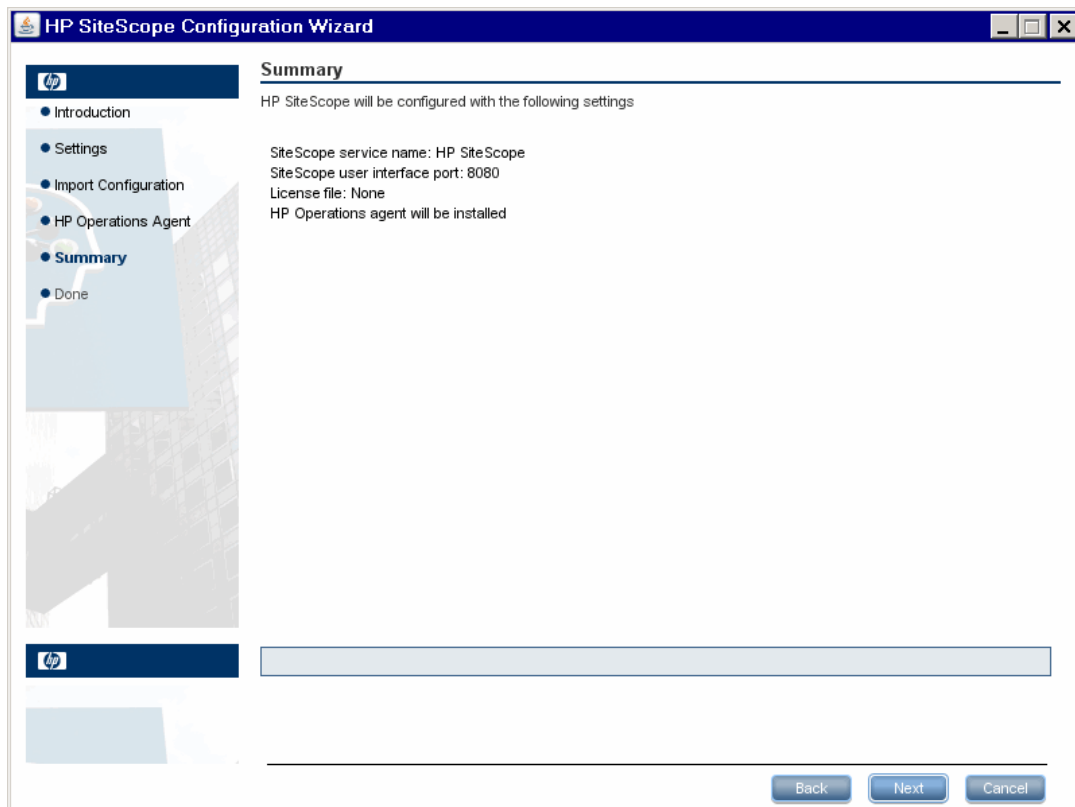 HP SiteScope Configuration Wizard
hp
Introduction
Settings
Import Configuration
HP Operations Agent
Summary
Done
Summary
HP SiteScope will be configured with the following settings
SiteScope service name: HP SiteScope
SiteScope user interface port: 8080
License file: None
HP Operations agent will be installed
hp
Back
Next
Cancel